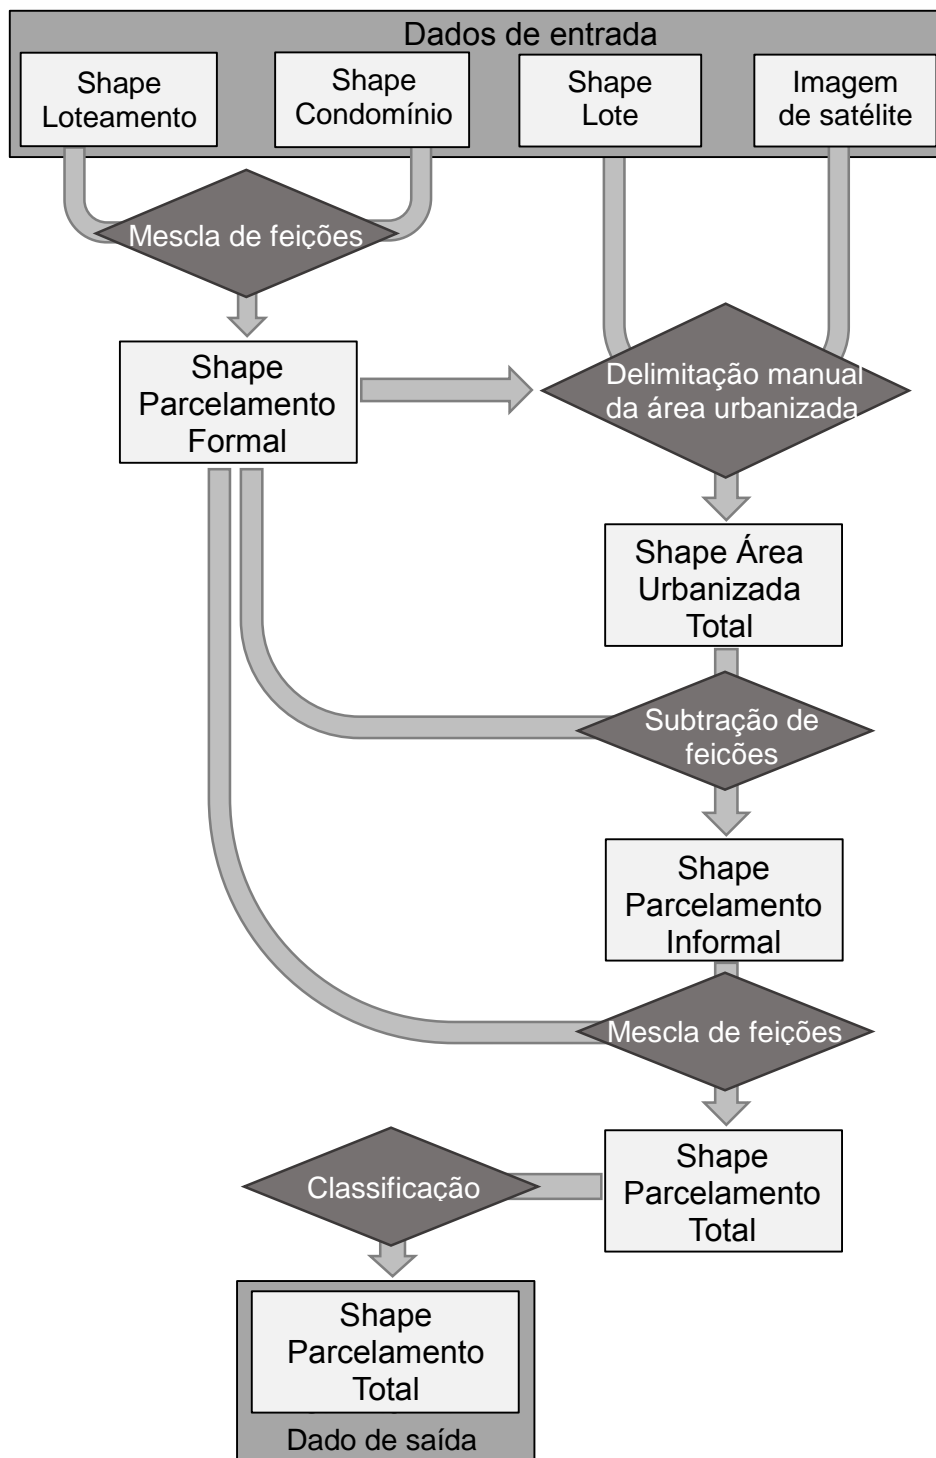 Dados de entrada
Shape
Loteamento
Shape
Condomínio
Shape
Lote
Imagem
de satélite
Mescla de feições
Shape
Parcelamento
Formal
Delimitação manual
da área urbanizada
Shape Área
Urbanizada
Total
Subtração de
feicões
Shape
Parcelamento
Informal
Mescla de feições
Shape
Parcelamento
Total
Classificação
Shape
Parcelamento
Total
Dado de saída